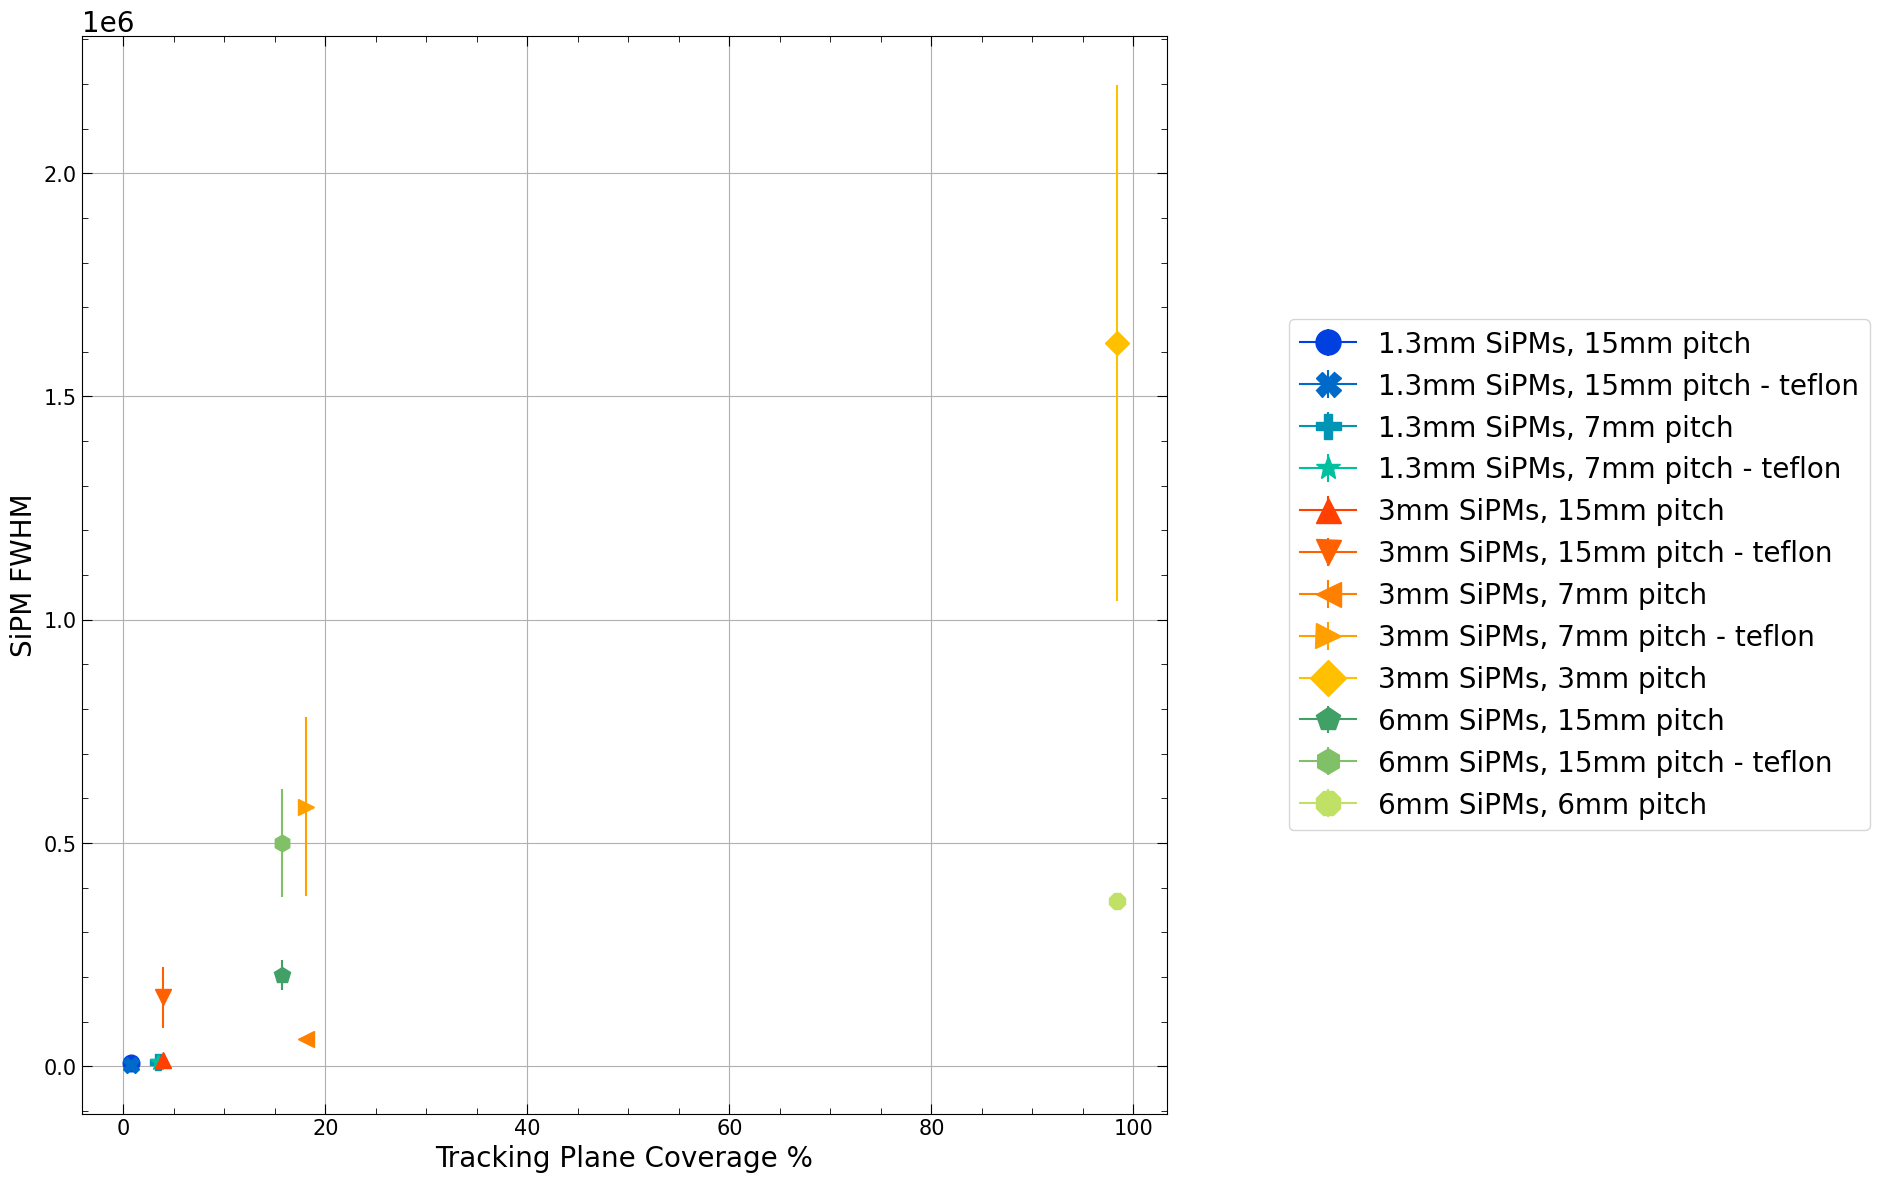 1e6
2.0
1.5
1.0
0.5
0.0
SiPM FWHM
0 20 40 60 80 100
Tracking Plane Coverage %
1.3mm SiPMs, 15mm pitch
1.3mm SiPMs, 15mm pitch - teflon
1.3mm SiPMs, 7mm pitch
1.3mm SiPMs, 7mm pitch - teflon
3mm SiPMs, 15mm pitch
3mm SiPMs, 15mm pitch - teflon
3mm SiPMs, 7mm pitch
3mm SiPMs, 7mm pitch - teflon
3mm SiPMs, 3mm pitch
6mm SiPMs, 15mm pitch
6mm SiPMs, 15mm pitch - teflon
6mm SiPMs, 6mm pitch